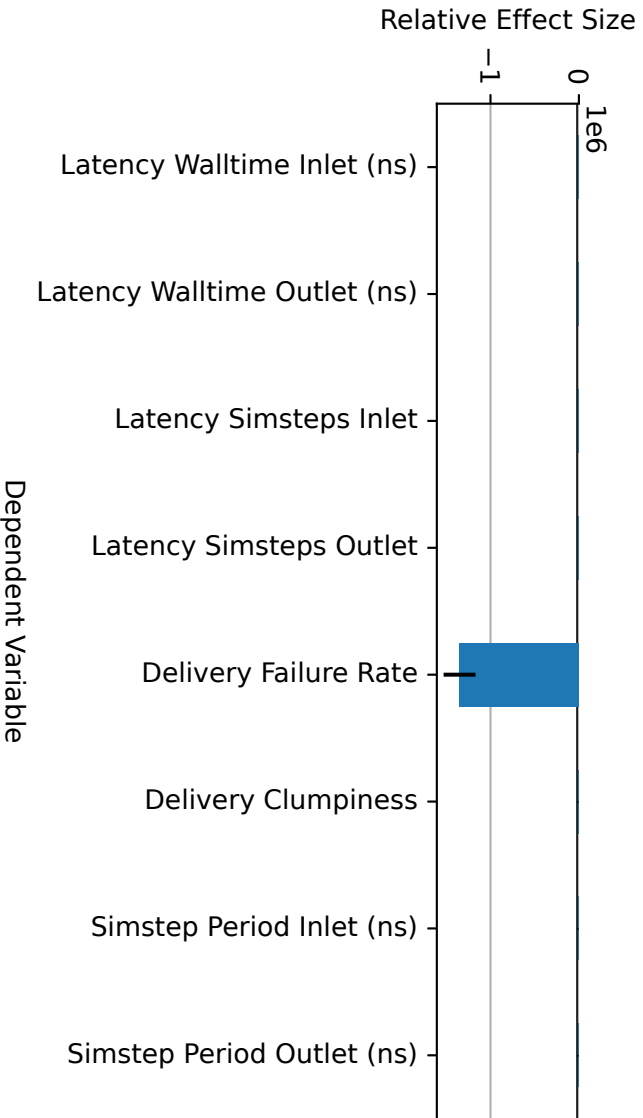 Relative Effect Size
−1
0
1e6
Latency Walltime Inlet (ns)
Latency Walltime Outlet (ns)
Latency Simsteps Inlet
Latency Simsteps Outlet
Delivery Failure Rate
Delivery Clumpiness
Simstep Period Inlet (ns)
Simstep Period Outlet (ns)
Dependent Variable